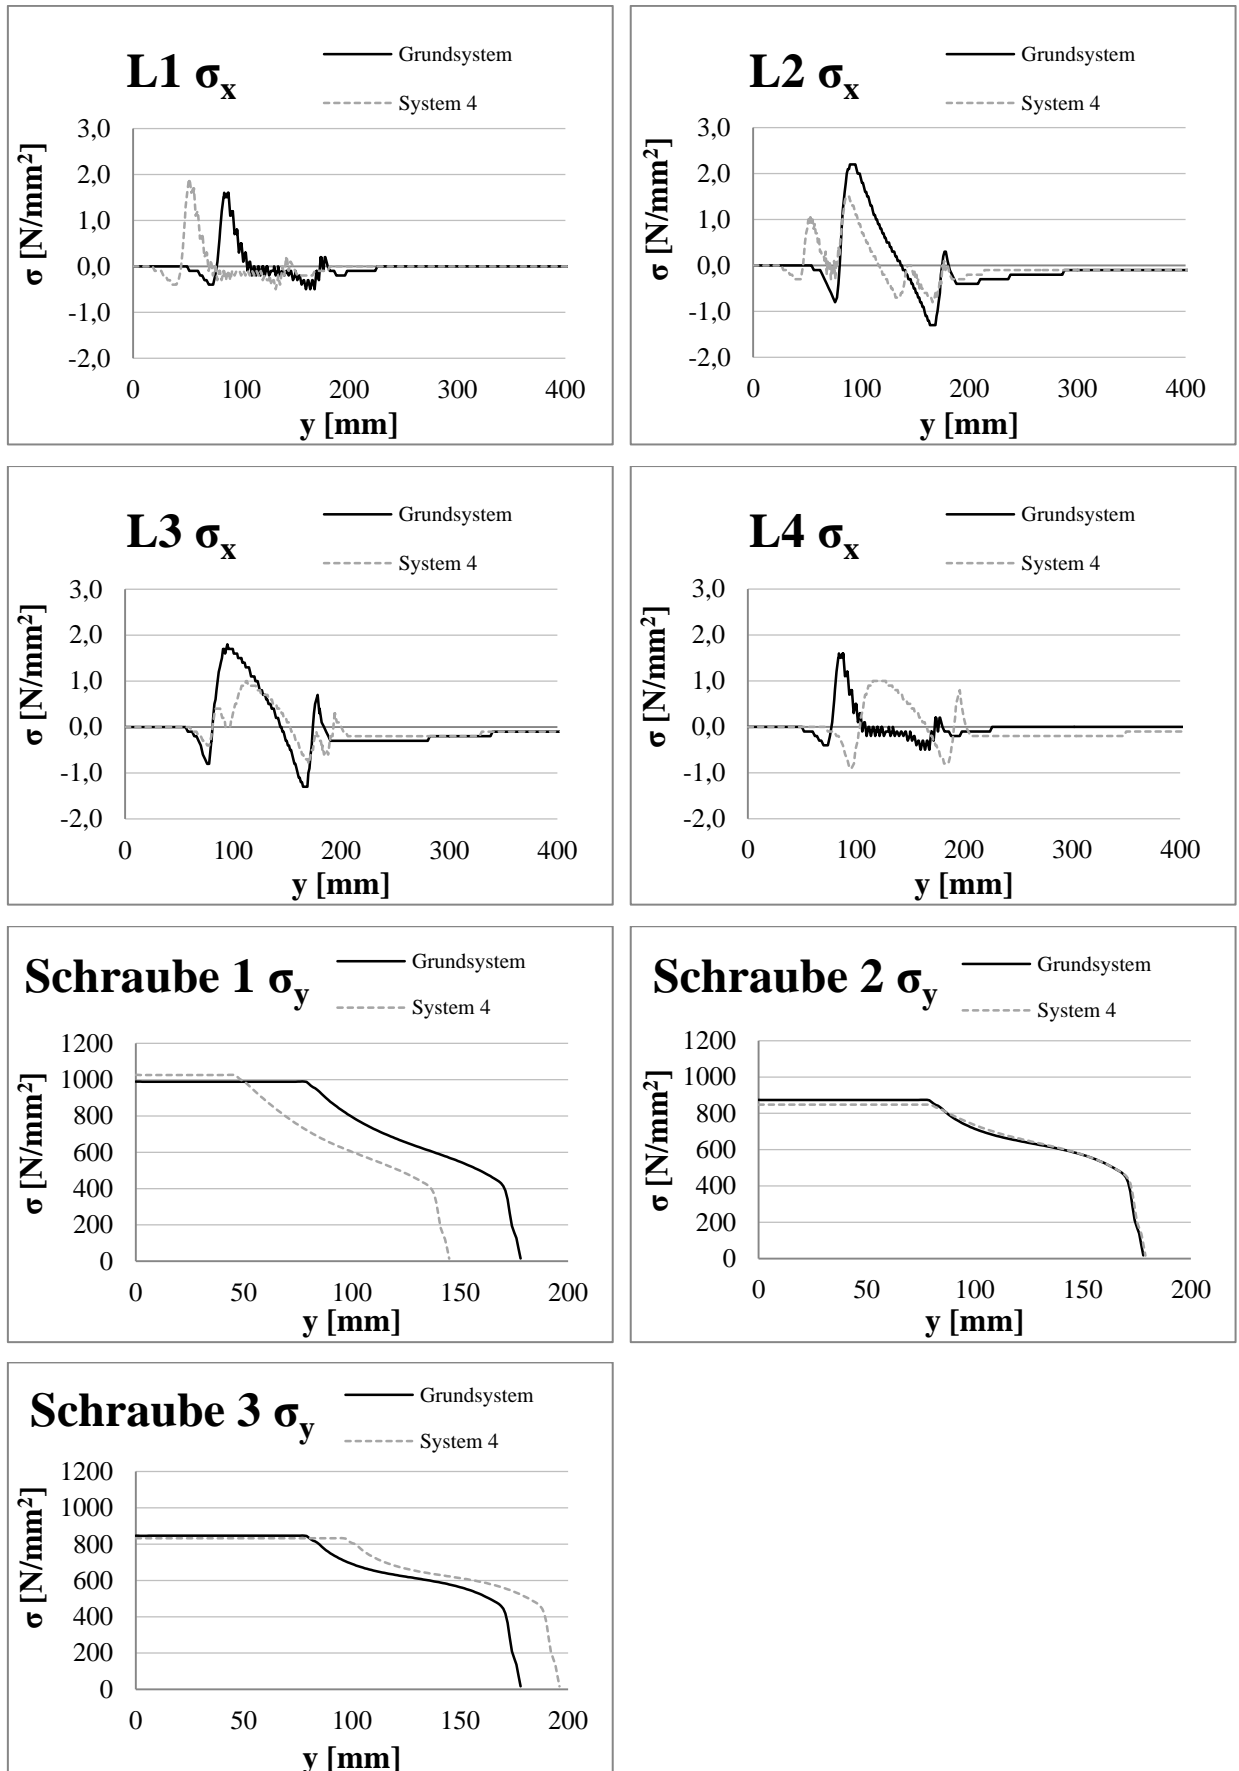 L1 σx
Grundsystem
System 4
σ [N/mm²]
3,0
2,0
1,0
0,0
-1,0
-2,0
0 100 200 300 400
y [mm]
L2 σx
Grundsystem
System 4
σ [N/mm²]
3,0
2,0
1,0
0,0
-1,0
-2,0
0 100 200 300 400
y [mm]
L3 σx
Grundsystem
System 4
σ [N/mm²]
3,0
2,0
1,0
0,0
-1,0
-2,0
0 100 200 300 400
y [mm]
L4 σx
Grundsystem
System 4
σ [N/mm²]
3,0
2,0
1,0
0,0
-1,0
-2,0
0 100 200 300 400
y [mm]
Schraube 1 σy
Grundsystem
System 4
σ [N/mm²]
1200
1000
800
600
400
200
0
0 50 100 150 200
y [mm]
Schraube 2 σy
Grundsystem
System 4
σ [N/mm²]
1200
1000
800
600
400
200
0
0 50 100 150 200
y [mm]
Schraube 3 σy
Grundsystem
System 4
σ [N/mm²]
1200
1000
800
600
400
200
0
0 50 100 150 200
y [mm]